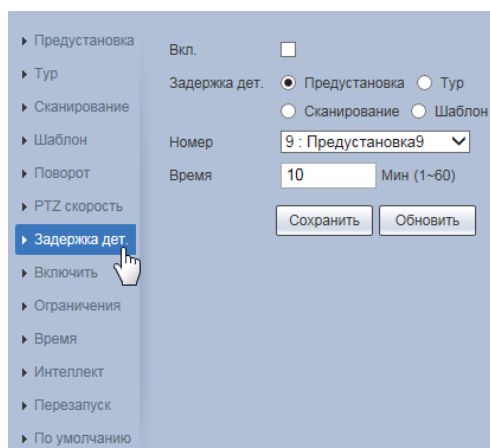 Предустановка
Тур
Сканирование
Шаблон
Поворот
PTZ скорость
Задержка дет.
Включить
Ограничения
Время
Интеллект
Перезапуск
По умолчанию
Вкл.
Задержка дет. Предустановка Тур
Сканирование Шаблон
Номер 9 : Предустановка9
Время 10 Мин (1~60)
Сохранить Обновить